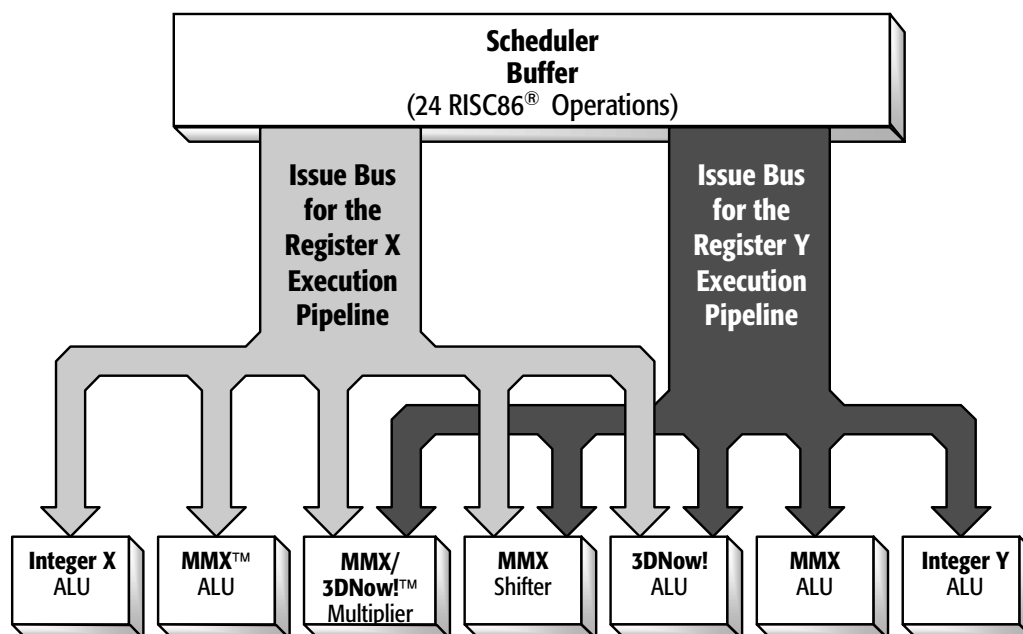 Scheduler
Buffer
(24 RISC86® Operations)
Issue Bus
for the
Register X
Execution
Pipeline
Issue Bus
for the
Register Y
Execution
Pipeline
Integer X
ALU
MMX™
ALU
MMX/
3DNow!™
Multiplier
MMX
Shifter
3DNow!
ALU
MMX
ALU
Integer Y
ALU